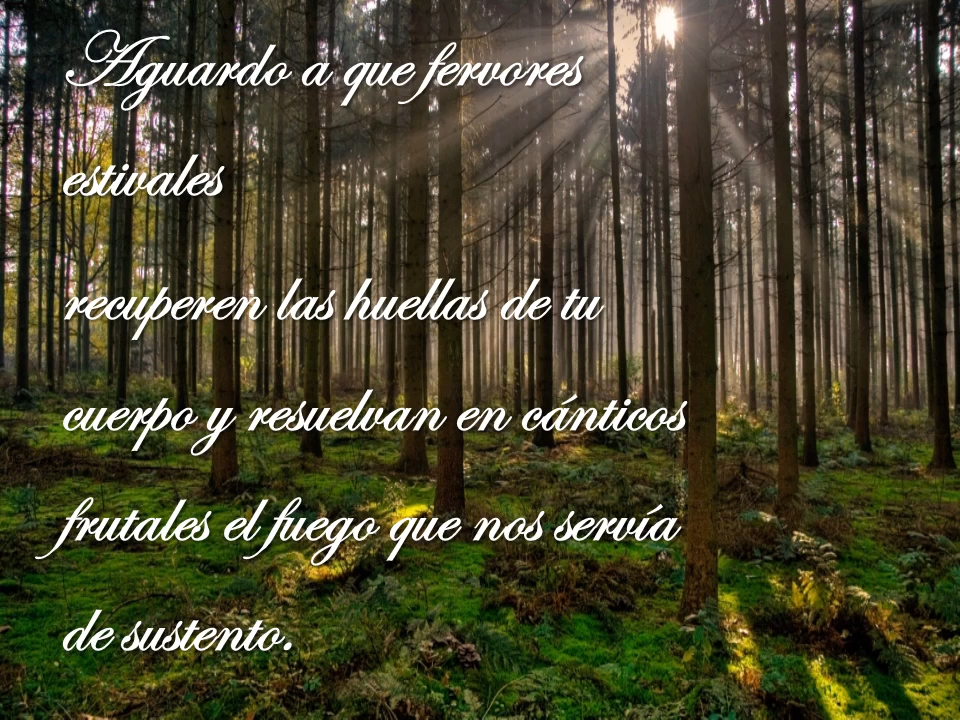 Aguardo a que fervores
estivales
recuperen las huellas de tu
cuerpo y resuelvan en cánticos
frutales el fuego que nos servía
de sustento.